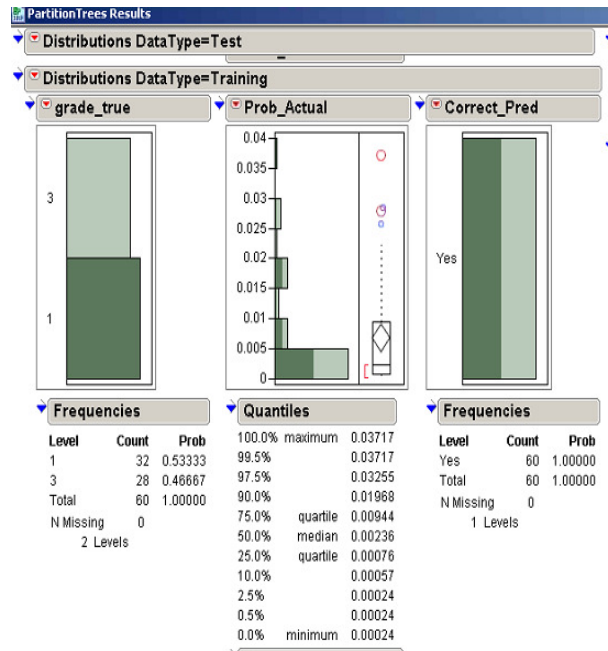 PartitionTrees Results
Distributions DataType=Test
Distributions DataType=Training
grade_true
3
1
Frequencies
Level Count Prob
1 32 0.53333
3 28 0.46667
Total 60 1.00000
N Missing 0
2 Levels
Prob_Actual
0.04
0.035
0.03
0.025
0.02
0.015
0.01
0.005
0
Quantiles
100.0% maximum 0.03717
99.5% 0.03717
97.5% 0.03255
90.0% 0.01968
75.0% quartile 0.00944
50.0% median 0.00236
25.0% quartile 0.00076
10.0% 0.00057
2.5% 0.00024
0.5% 0.00024
0.0% minimum 0.00024
Correct_Pred
Yes
Frequencies
Level Count Prob
Yes 60 1.00000
Total 60 1.00000
N Missing 0
1 Levels